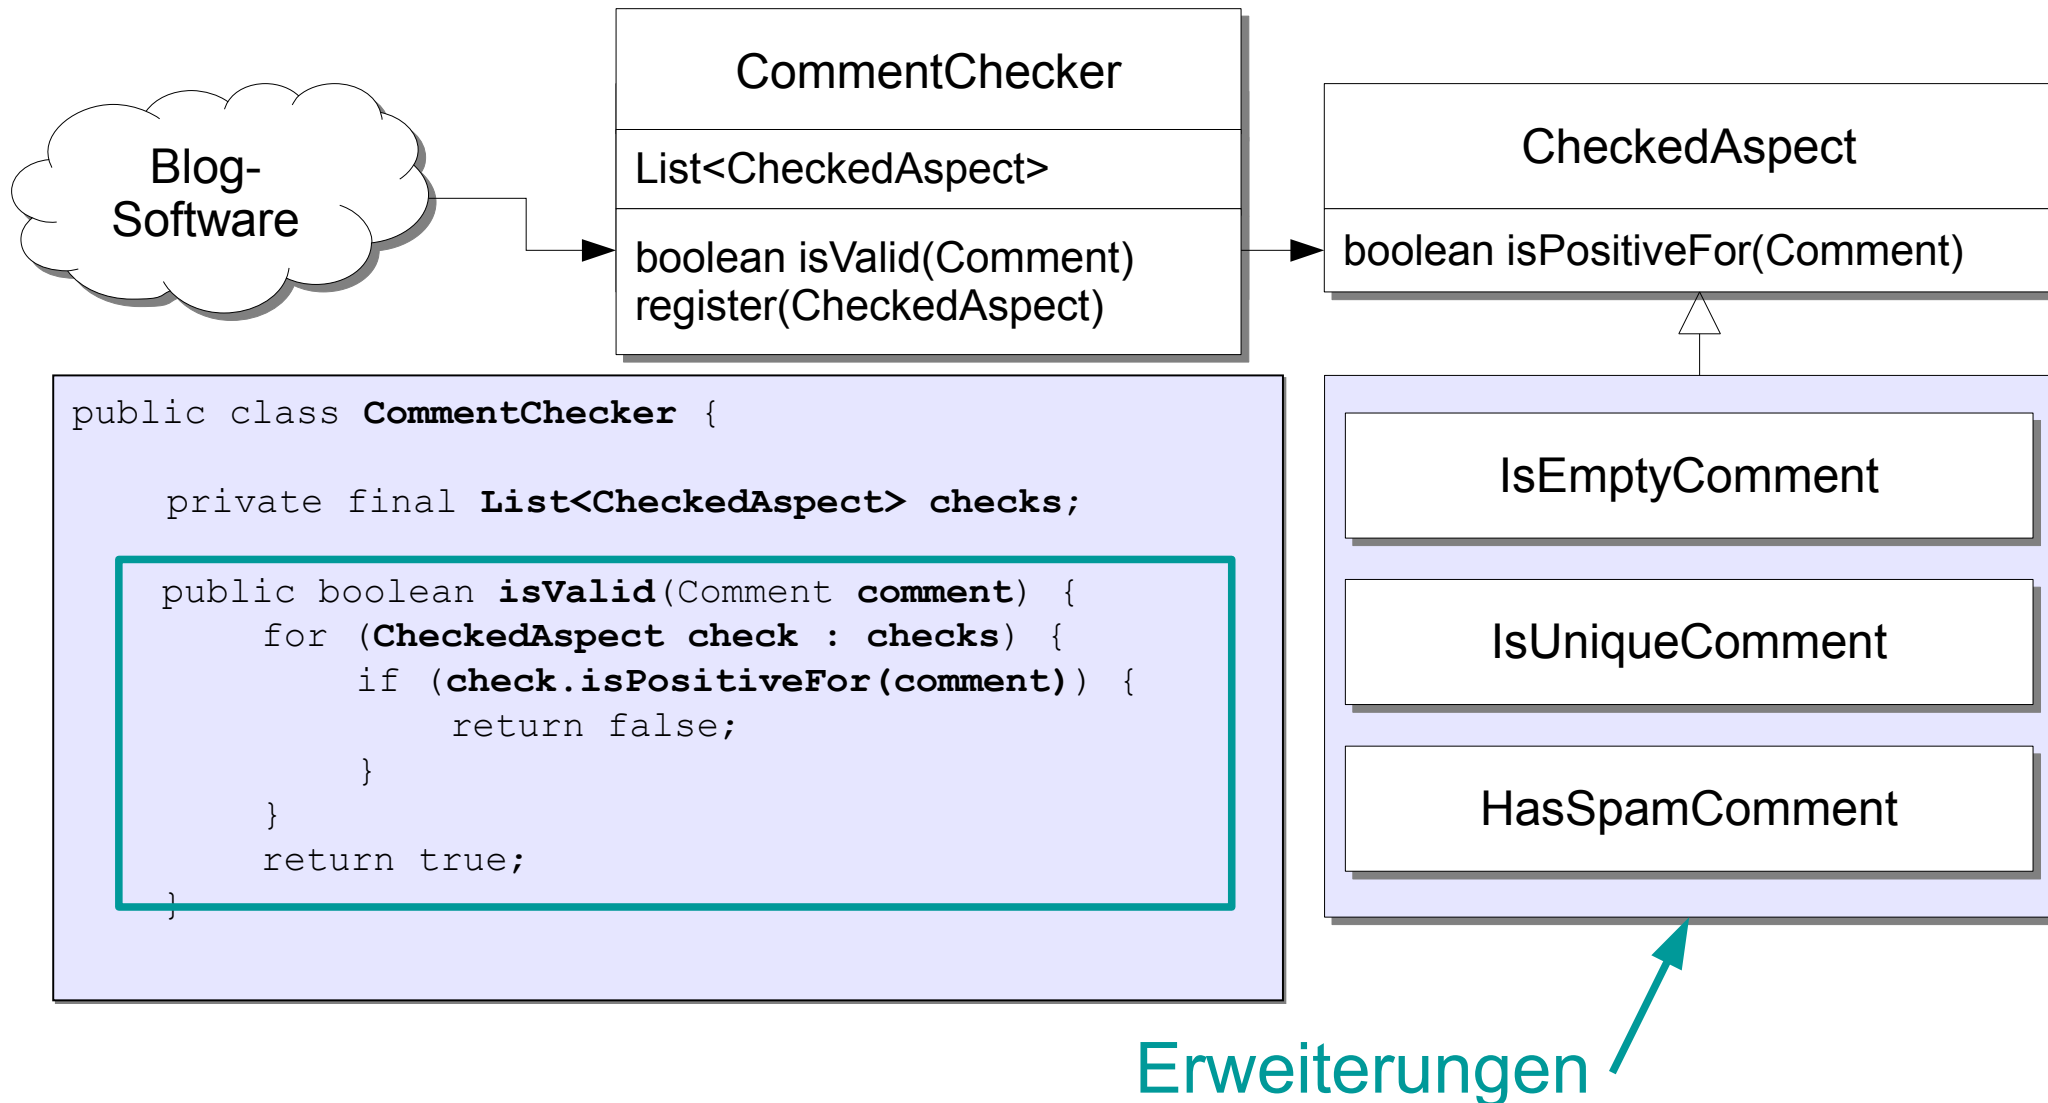 Blog-
Software
CommentChecker
List<CheckedAspect>
boolean isValid(Comment)
register(CheckedAspect)
CheckedAspect
boolean isPositiveFor(Comment)
public class CommentChecker {
private final List<CheckedAspect> checks;
public boolean isValid(Comment comment) {
for (CheckedAspect check : checks) {
if (check.isPositiveFor(comment)) {
return false;
}
}
return true;
}
IsEmptyComment
IsUniqueComment
HasSpamComment
Erweiterungen